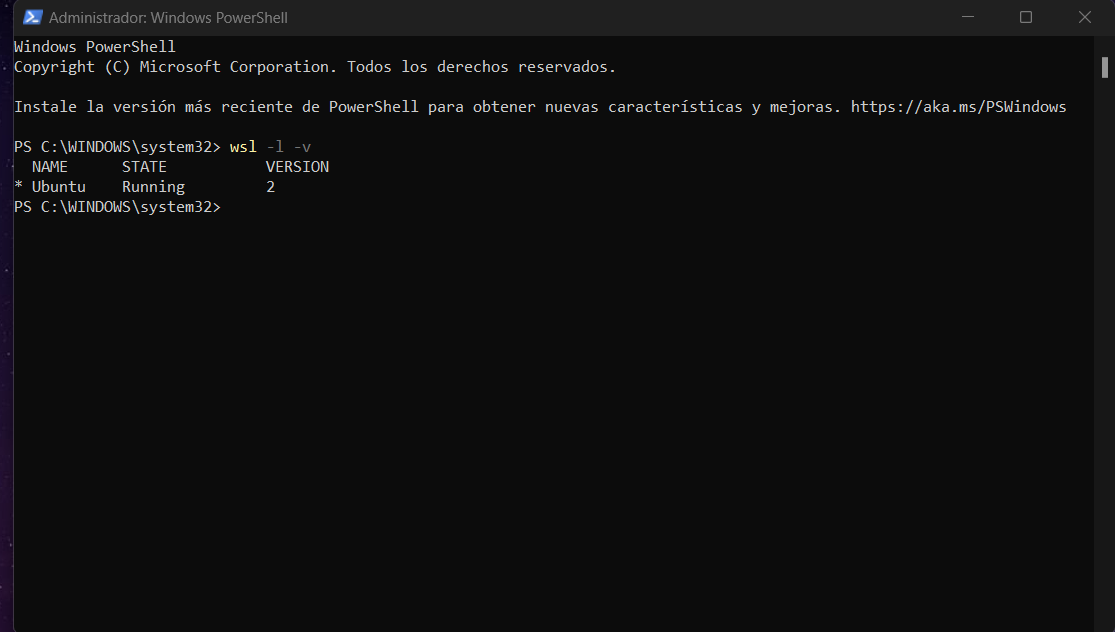 Administrador: Windows PowerShell
Windows PowerShell
Copyright (C) Microsoft Corporation. Todos los derechos reservados.
Instale la versión más reciente de PowerShell para obtener nuevas características y mejoras. https://aka.ms/PSWindows
PS C:\WINDOWS\system32> wsl -l -v
  NAME      STATE           VERSION
* Ubuntu    Running         2
PS C:\WINDOWS\system32>